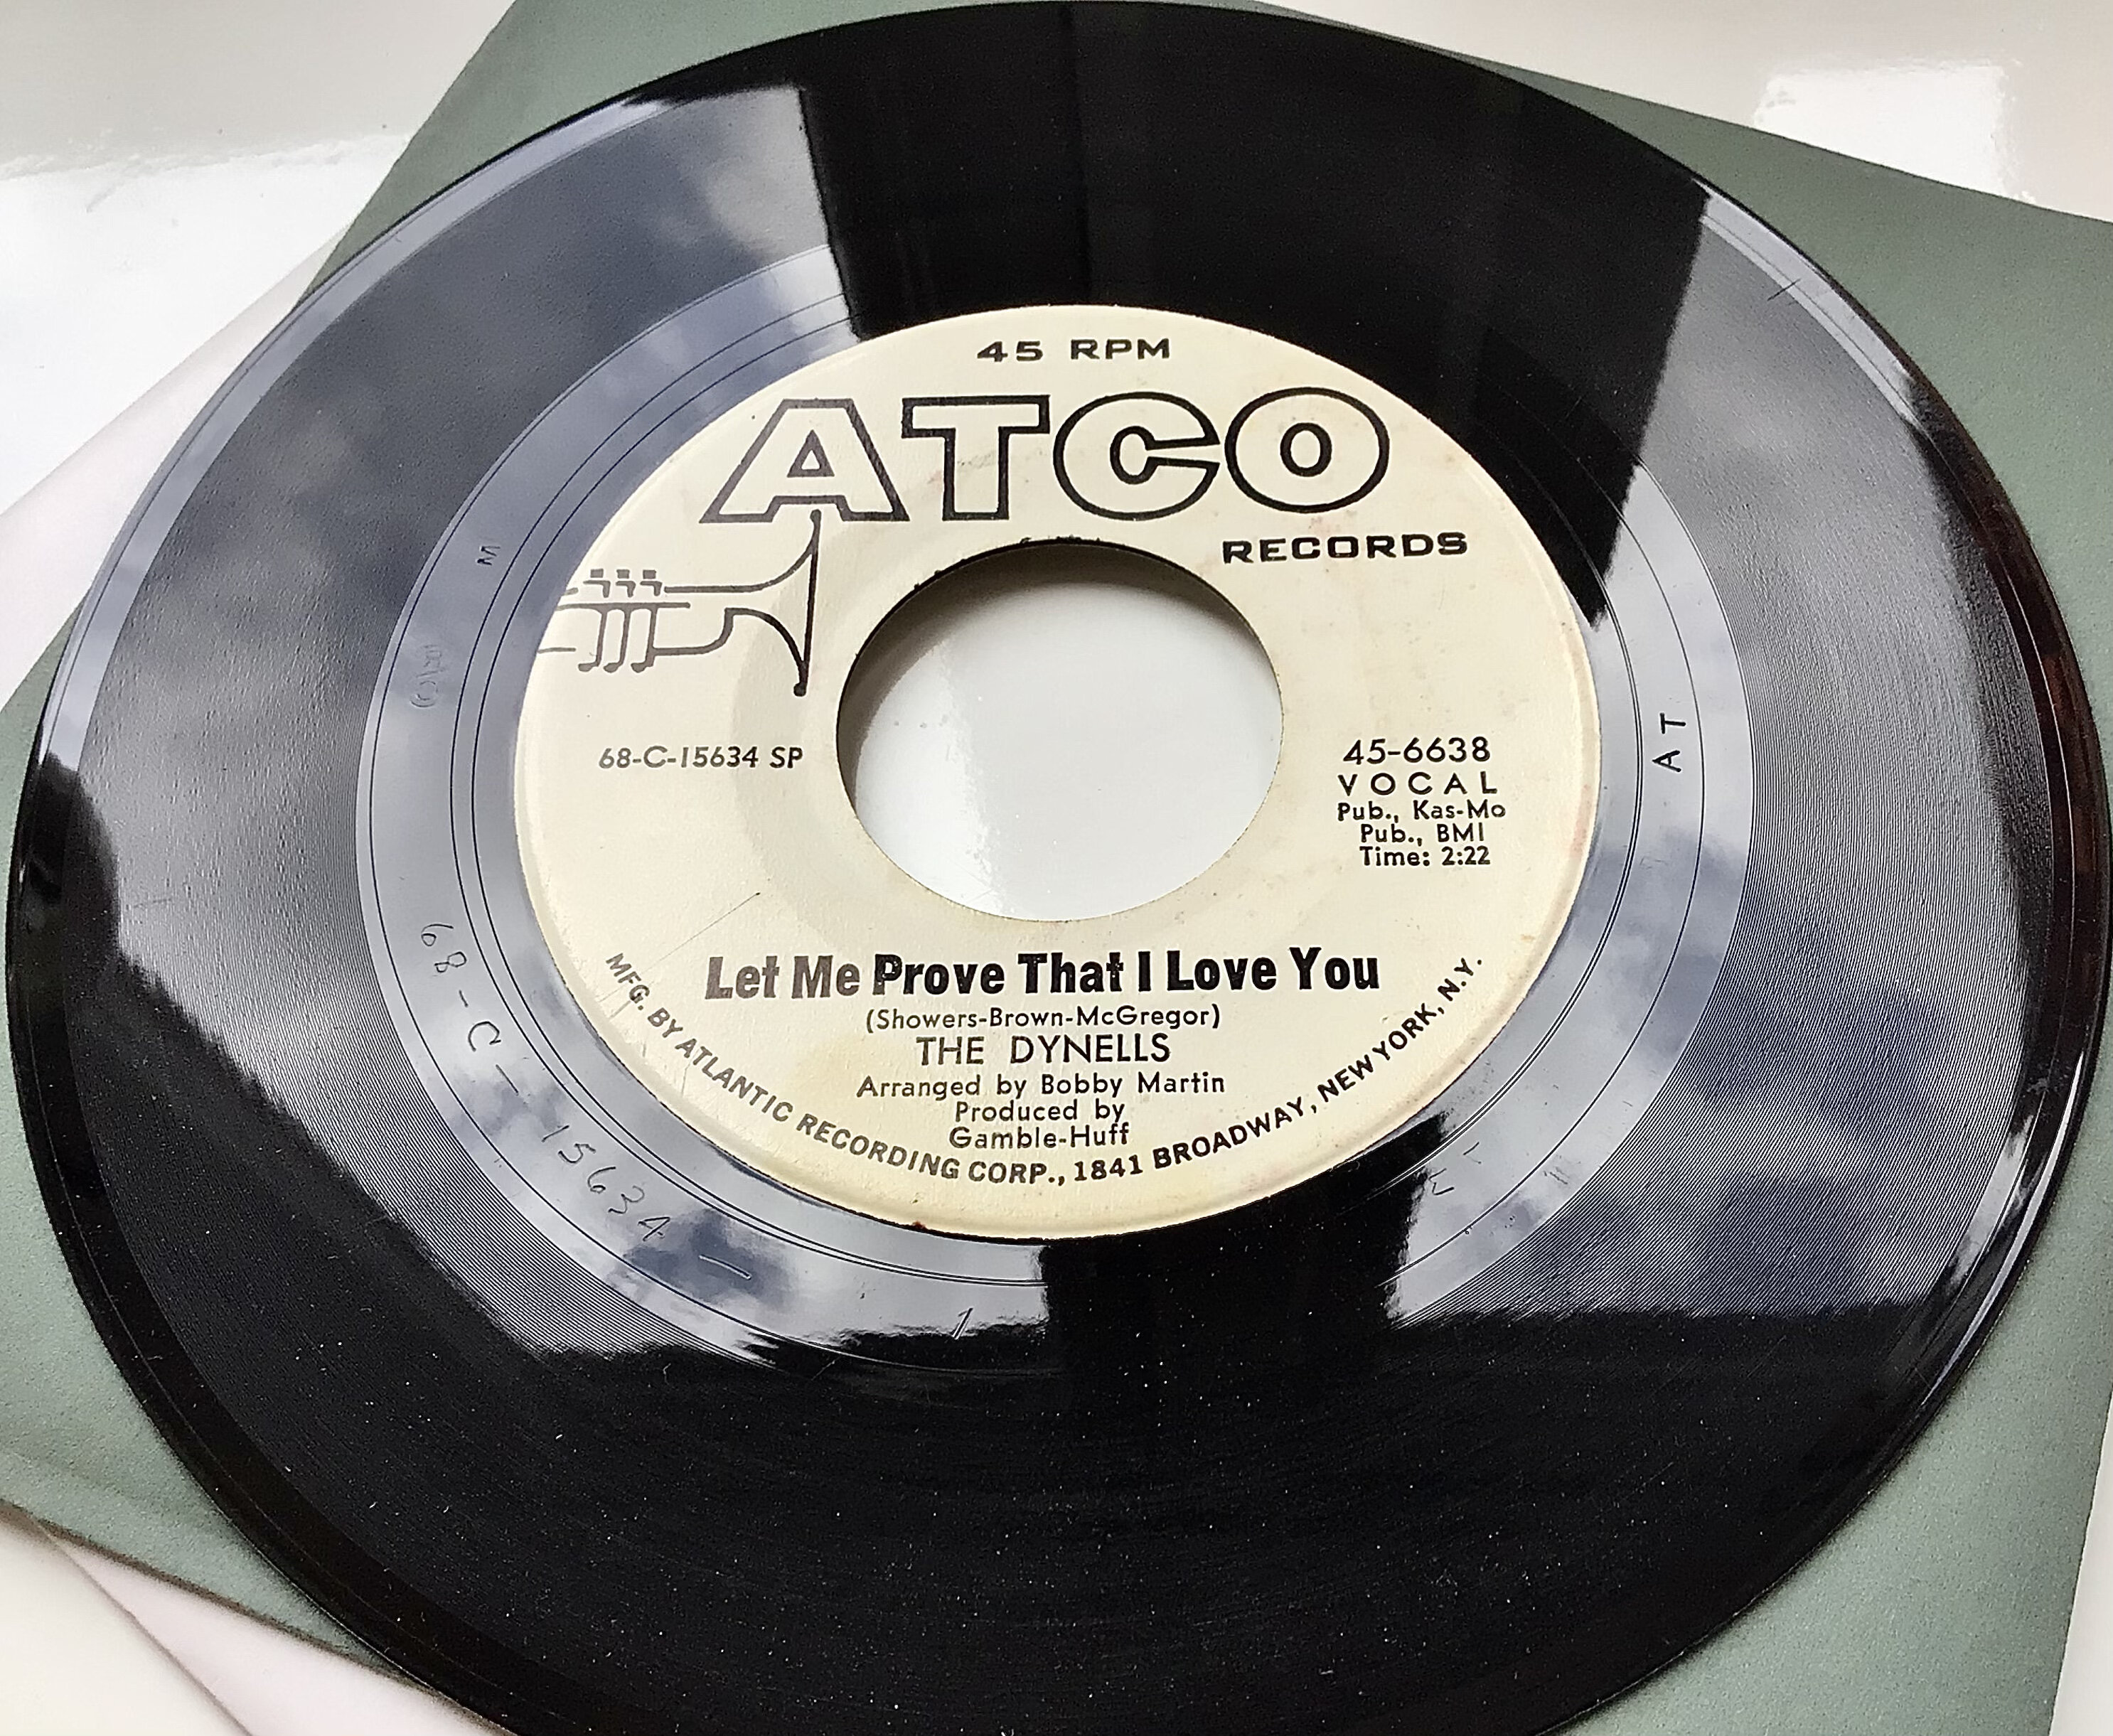 45 RPM
ATCO
RECORDS
68-C-15634 SP
45-6638
VOCAL
Pub., Kas-Mo
Pub., BMI
Time: 2:22
Let Me Prove That I Love You
(Showers-Brown-McGregor)
THE DYNELLS
Arranged by Bobby Martin
Produced by
Gamble-Huff
MFG. BY ATLANTIC RECORDING CORP., 1841 BROADWAY, NEW YORK, N.Y.
68-C-15634-
1
AT
M